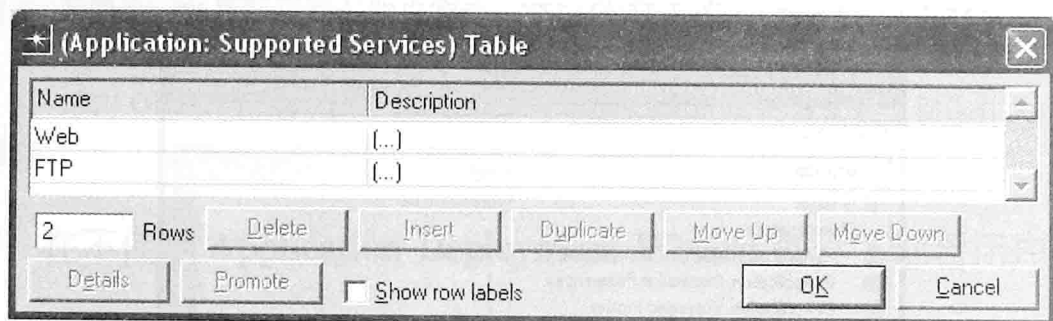 (Application: Supported Services) Table
Name Description
Web (...)
FTP (...)
2 Rows Delete Insert Duplicate Move Up Move Down
Details Promote Show row labels OK Cancel